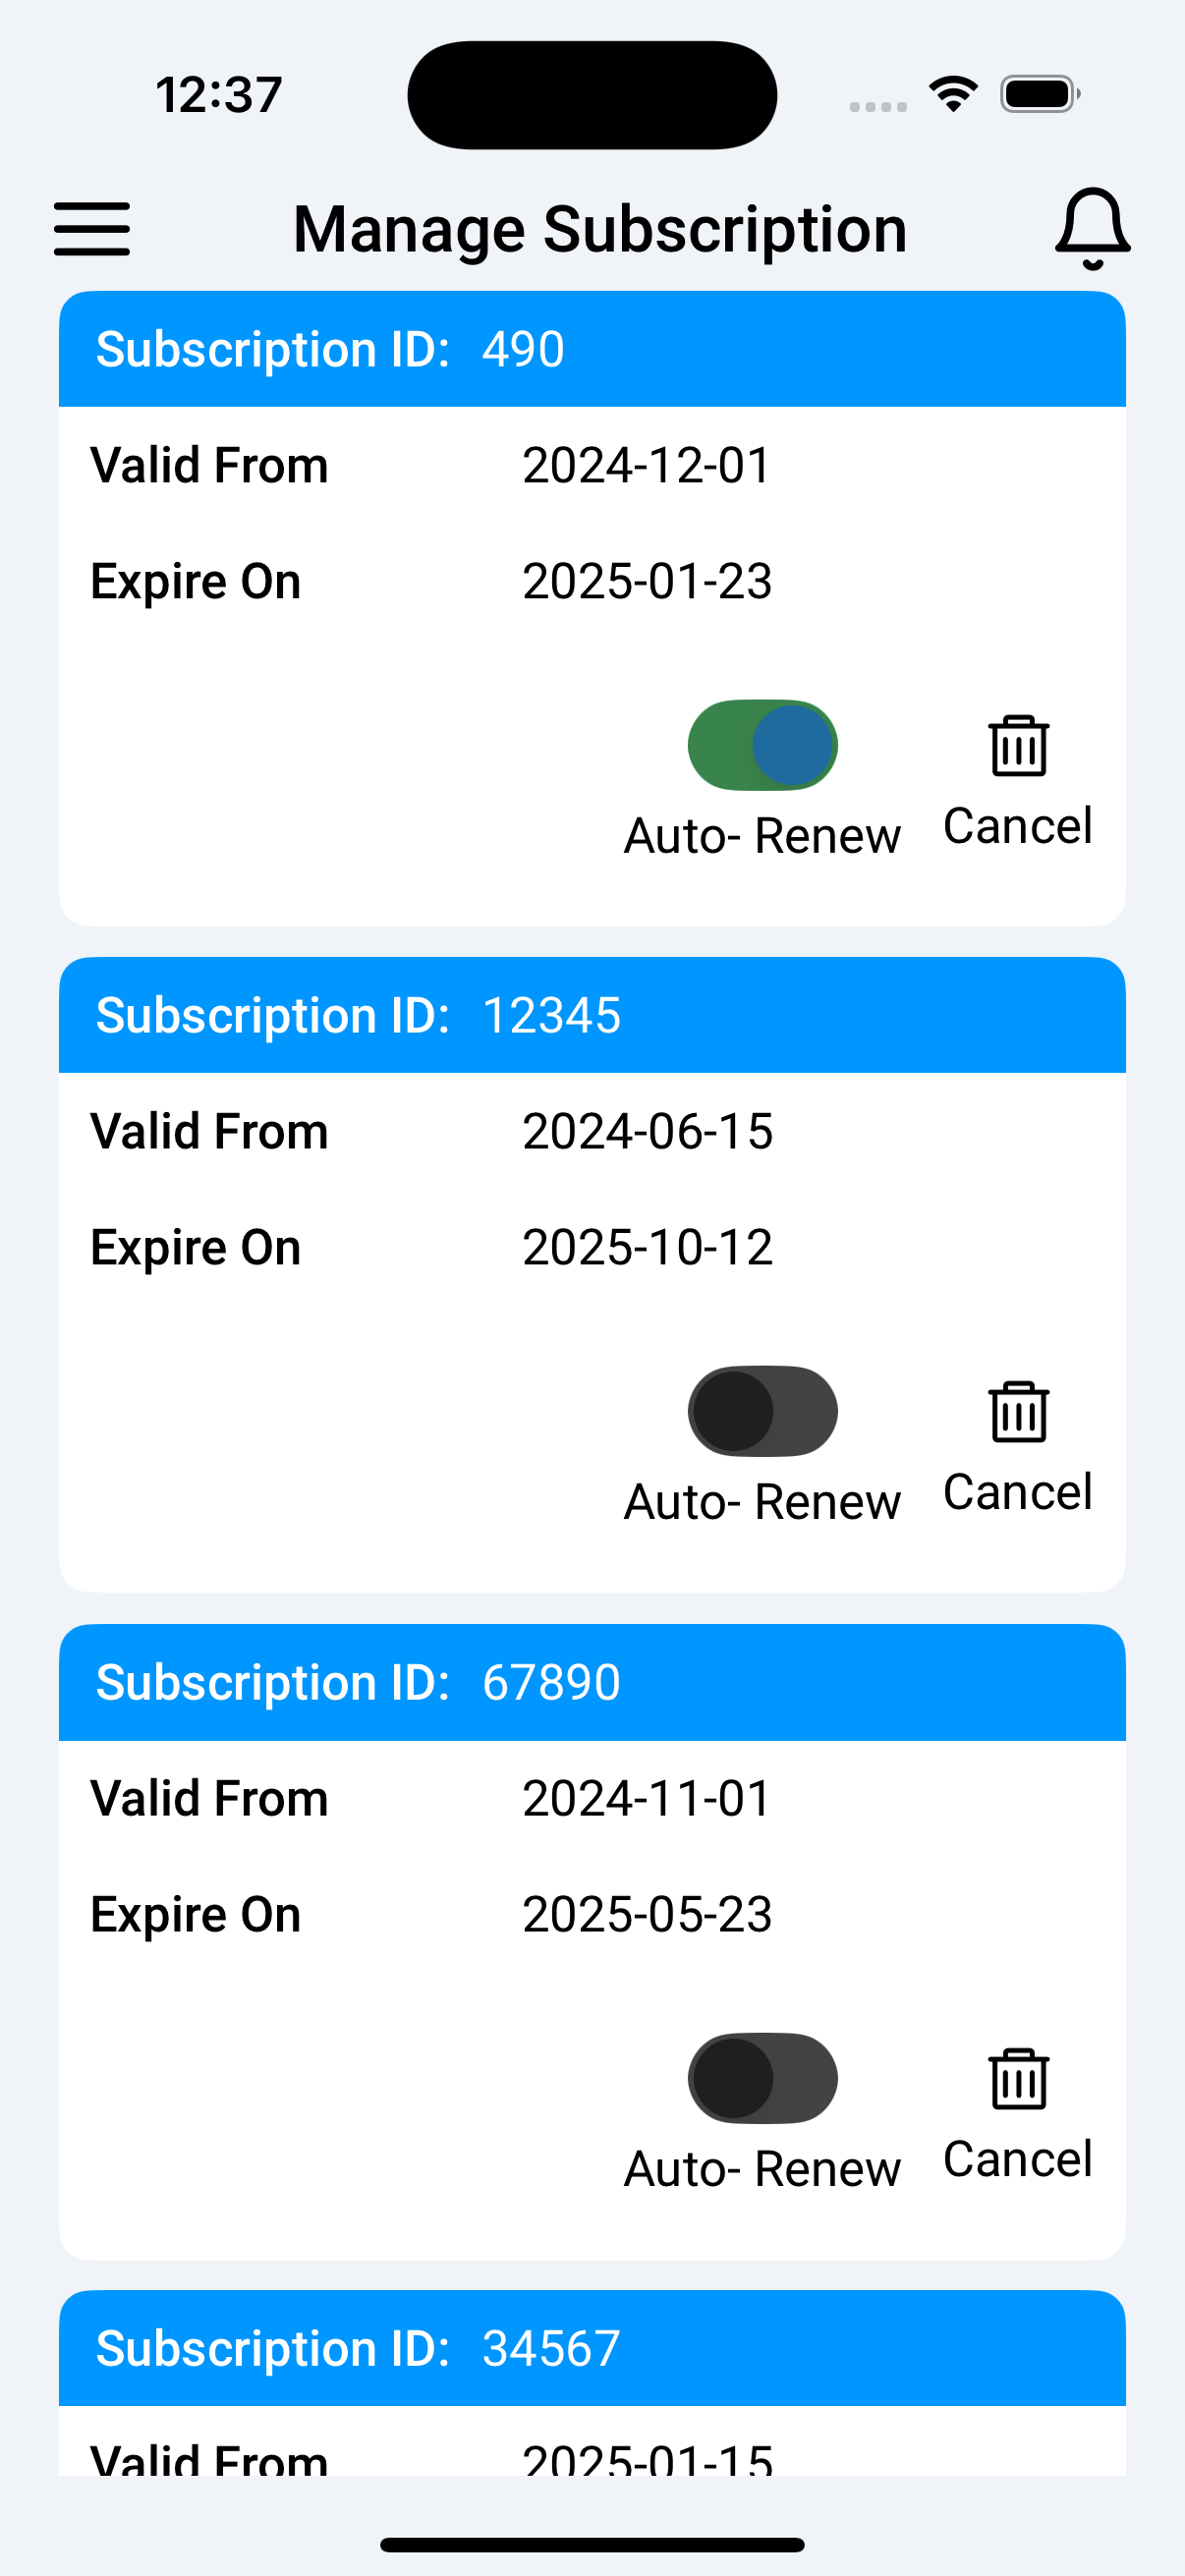 12:37
Manage Subscription
Subscription ID: 490
Valid From 2024-12-01
Expire On 2025-01-23
Auto- Renew Cancel
Subscription ID: 12345
Valid From 2024-06-15
Expire On 2025-10-12
Auto- Renew Cancel
Subscription ID: 67890
Valid From 2024-11-01
Expire On 2025-05-23
Auto- Renew Cancel
Subscription ID: 34567
Valid From 2025-01-15